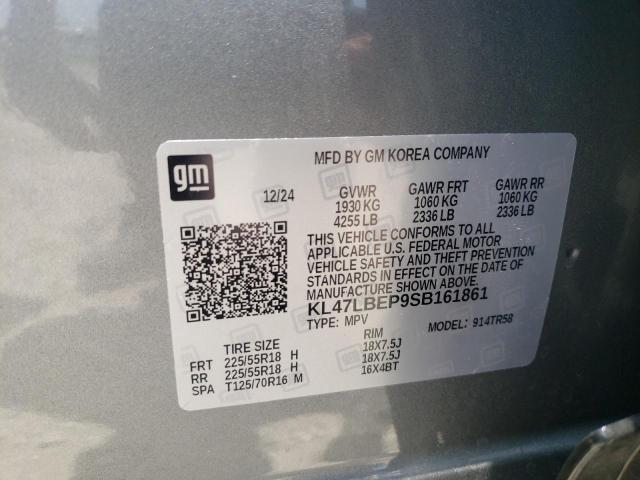 gm
MFD BY GM KOREA COMPANY
12/24 GVWR GAWR FRT GAWR RR
1930 KG 1060 KG 1060 KG
4255 LB 2336 LB 2336 LB
THIS VEHICLE CONFORMS TO ALL
APPLICABLE U.S. FEDERAL MOTOR
VEHICLE SAFETY AND THEFT PREVENTION
STANDARDS IN EFFECT ON THE DATE OF
MANUFACTURE SHOWN ABOVE.
KL47LBEP9SB161861
TYPE: MPV MODEL: 914TR58
TIRE SIZE RIM
FRT 225/55R18 H 18X7.5J
RR 225/55R18 H 18X7.5J
SPA T125/70R16 M 16X4BT